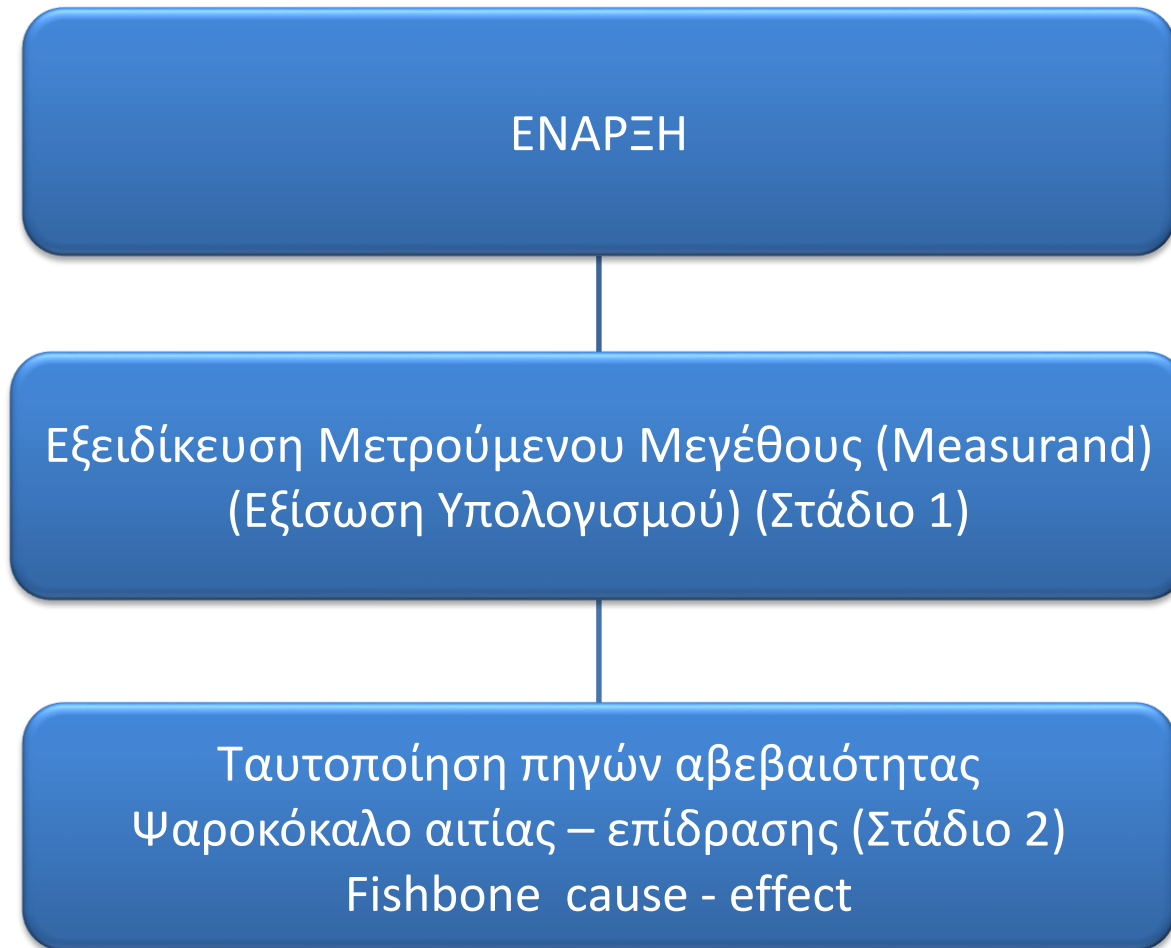 ΕΝΑΡΞΗ
Εξειδίκευση Μετρούμενου Μεγέθους (Measurand)
(Εξίσωση Υπολογισμού) (Στάδιο 1)
Ταυτοποίηση πηγών αβεβαιότητας
Ψαροκόκαλο αιτίας – επίδρασης (Στάδιο 2)
Fishbone  cause - effect